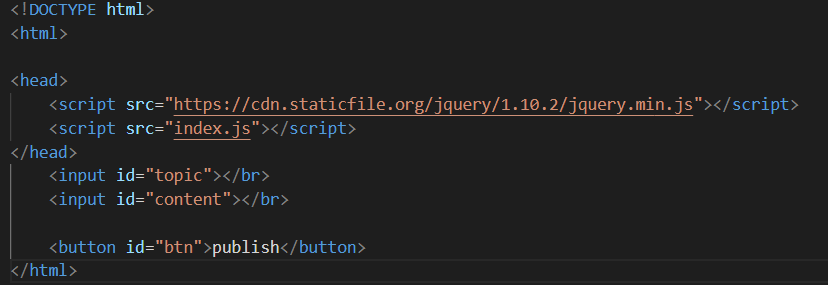 <!DOCTYPE html>
<html>
<head>
<script src="https://cdn.staticfile.org/jquery/1.10.2/jquery.min.js"></script>
<script src="index.js"></script>
</head>
<input id="topic"></br>
<input id="content"></br>
<button id="btn">publish</button>
</html>